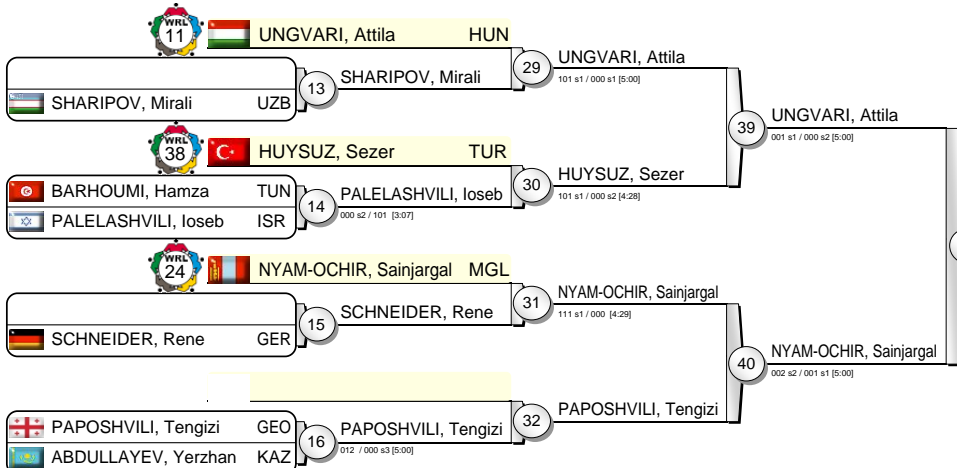 WRL
11
UNGVARI, Attila HUN
SHARIPOV, Mirali UZB
13
SHARIPOV, Mirali
29
UNGVARI, Attila
101 s1 / 000 s1 [5:00]
WRL
38
HUYSUZ, Sezer TUR
BARHOUMI, Hamza TUN
PALELASHVILI, Ioseb ISR
14
PALELASHVILI, Ioseb
000 s2 / 101 [3:07]
30
HUYSUZ, Sezer
101 s1 / 000 s2 [4:28]
39
UNGVARI, Attila
001 s1 / 000 s2 [5:00]
WRL
24
NYAM-OCHIR, Sainjargal MGL
SCHNEIDER, Rene GER
15
SCHNEIDER, Rene
31
NYAM-OCHIR, Sainjargal
111 s1 / 000 [4:29]
PAPOSHVILI, Tengizi GEO
ABDULLAYEV, Yerzhan KAZ
16
PAPOSHVILI, Tengizi
012 / 000 s3 [5:00]
32
PAPOSHVILI, Tengizi
40
NYAM-OCHIR, Sainjargal
002 s2 / 001 s1 [5:00]